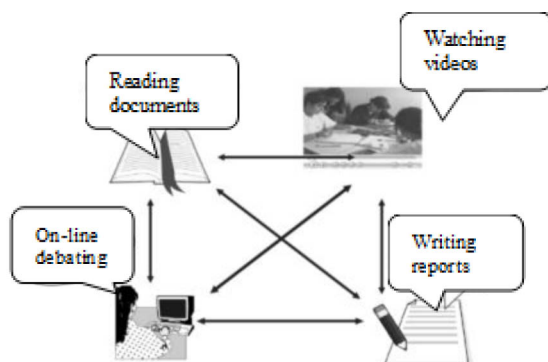 Watching
videos
Reading
documents
On-line
debating
Writing
reports